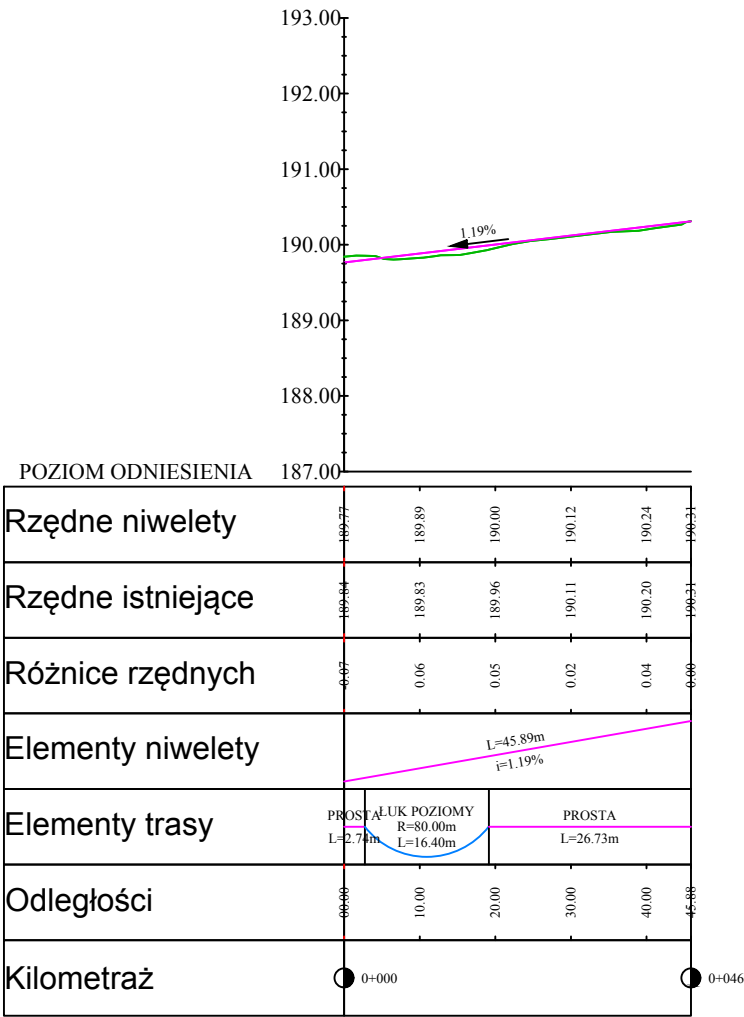 193.00
192.00
191.00
190.00
189.00
188.00
187.00
1.19%
POZIOM ODNIESIENIA
Rzędne niwelety
189.77 189.89 190.00 190.12 190.24 190.31
Rzędne istniejące
189.84 189.83 189.96 190.11 190.20 190.31
Różnice rzędnych
-0.07 0.06 0.05 0.02 0.04 0.00
Elementy niwelety
L=45.89m
i=1.19%
Elementy trasy
PROSTA
L=2.74m
ŁUK POZIOMY
R=80.00m
L=16.40m
PROSTA
L=26.73m
Odległości
00.00 10.00 20.00 30.00 40.00 45.88
Kilometraż
0+000 0+046